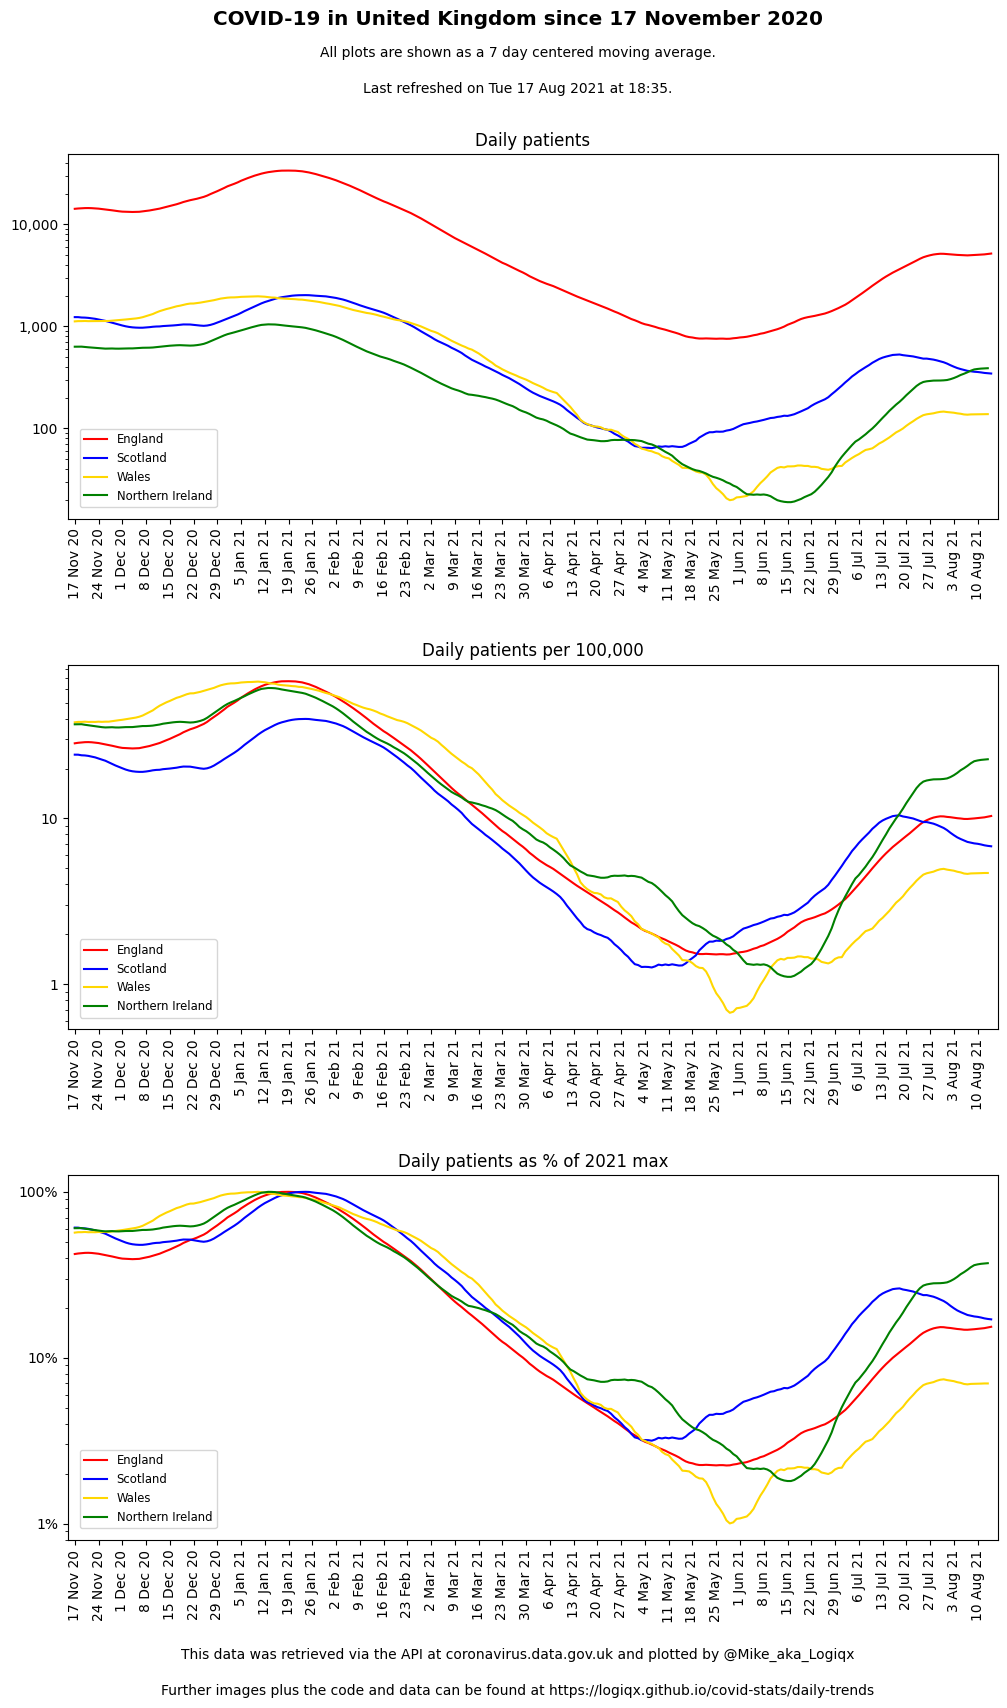 COVID-19 in United Kingdom since 17 November 2020
All plots are shown as a 7 day centered moving average.
Last refreshed on Tue 17 Aug 2021 at 18:35.
Daily patients
10,000
1,000
100
England
Scotland
Wales
Northern Ireland
17 Nov 20
24 Nov 20
1 Dec 20
8 Dec 20
15 Dec 20
22 Dec 20
29 Dec 20
5 Jan 21
12 Jan 21
19 Jan 21
26 Jan 21
2 Feb 21
9 Feb 21
16 Feb 21
23 Feb 21
2 Mar 21
9 Mar 21
16 Mar 21
23 Mar 21
30 Mar 21
6 Apr 21
13 Apr 21
20 Apr 21
27 Apr 21
4 May 21
11 May 21
18 May 21
25 May 21
1 Jun 21
8 Jun 21
15 Jun 21
22 Jun 21
29 Jun 21
6 Jul 21
13 Jul 21
20 Jul 21
27 Jul 21
3 Aug 21
10 Aug 21
Daily patients per 100,000
10
1
England
Scotland
Wales
Northern Ireland
17 Nov 20
24 Nov 20
1 Dec 20
8 Dec 20
15 Dec 20
22 Dec 20
29 Dec 20
5 Jan 21
12 Jan 21
19 Jan 21
26 Jan 21
2 Feb 21
9 Feb 21
16 Feb 21
23 Feb 21
2 Mar 21
9 Mar 21
16 Mar 21
23 Mar 21
30 Mar 21
6 Apr 21
13 Apr 21
20 Apr 21
27 Apr 21
4 May 21
11 May 21
18 May 21
25 May 21
1 Jun 21
8 Jun 21
15 Jun 21
22 Jun 21
29 Jun 21
6 Jul 21
13 Jul 21
20 Jul 21
27 Jul 21
3 Aug 21
10 Aug 21
Daily patients as % of 2021 max
100%
10%
1%
England
Scotland
Wales
Northern Ireland
17 Nov 20
24 Nov 20
1 Dec 20
8 Dec 20
15 Dec 20
22 Dec 20
29 Dec 20
5 Jan 21
12 Jan 21
19 Jan 21
26 Jan 21
2 Feb 21
9 Feb 21
16 Feb 21
23 Feb 21
2 Mar 21
9 Mar 21
16 Mar 21
23 Mar 21
30 Mar 21
6 Apr 21
13 Apr 21
20 Apr 21
27 Apr 21
4 May 21
11 May 21
18 May 21
25 May 21
1 Jun 21
8 Jun 21
15 Jun 21
22 Jun 21
29 Jun 21
6 Jul 21
13 Jul 21
20 Jul 21
27 Jul 21
3 Aug 21
10 Aug 21
This data was retrieved via the API at coronavirus.data.gov.uk and plotted by @Mike_aka_Logiqx
Further images plus the code and data can be found at https://logiqx.github.io/covid-stats/daily-trends